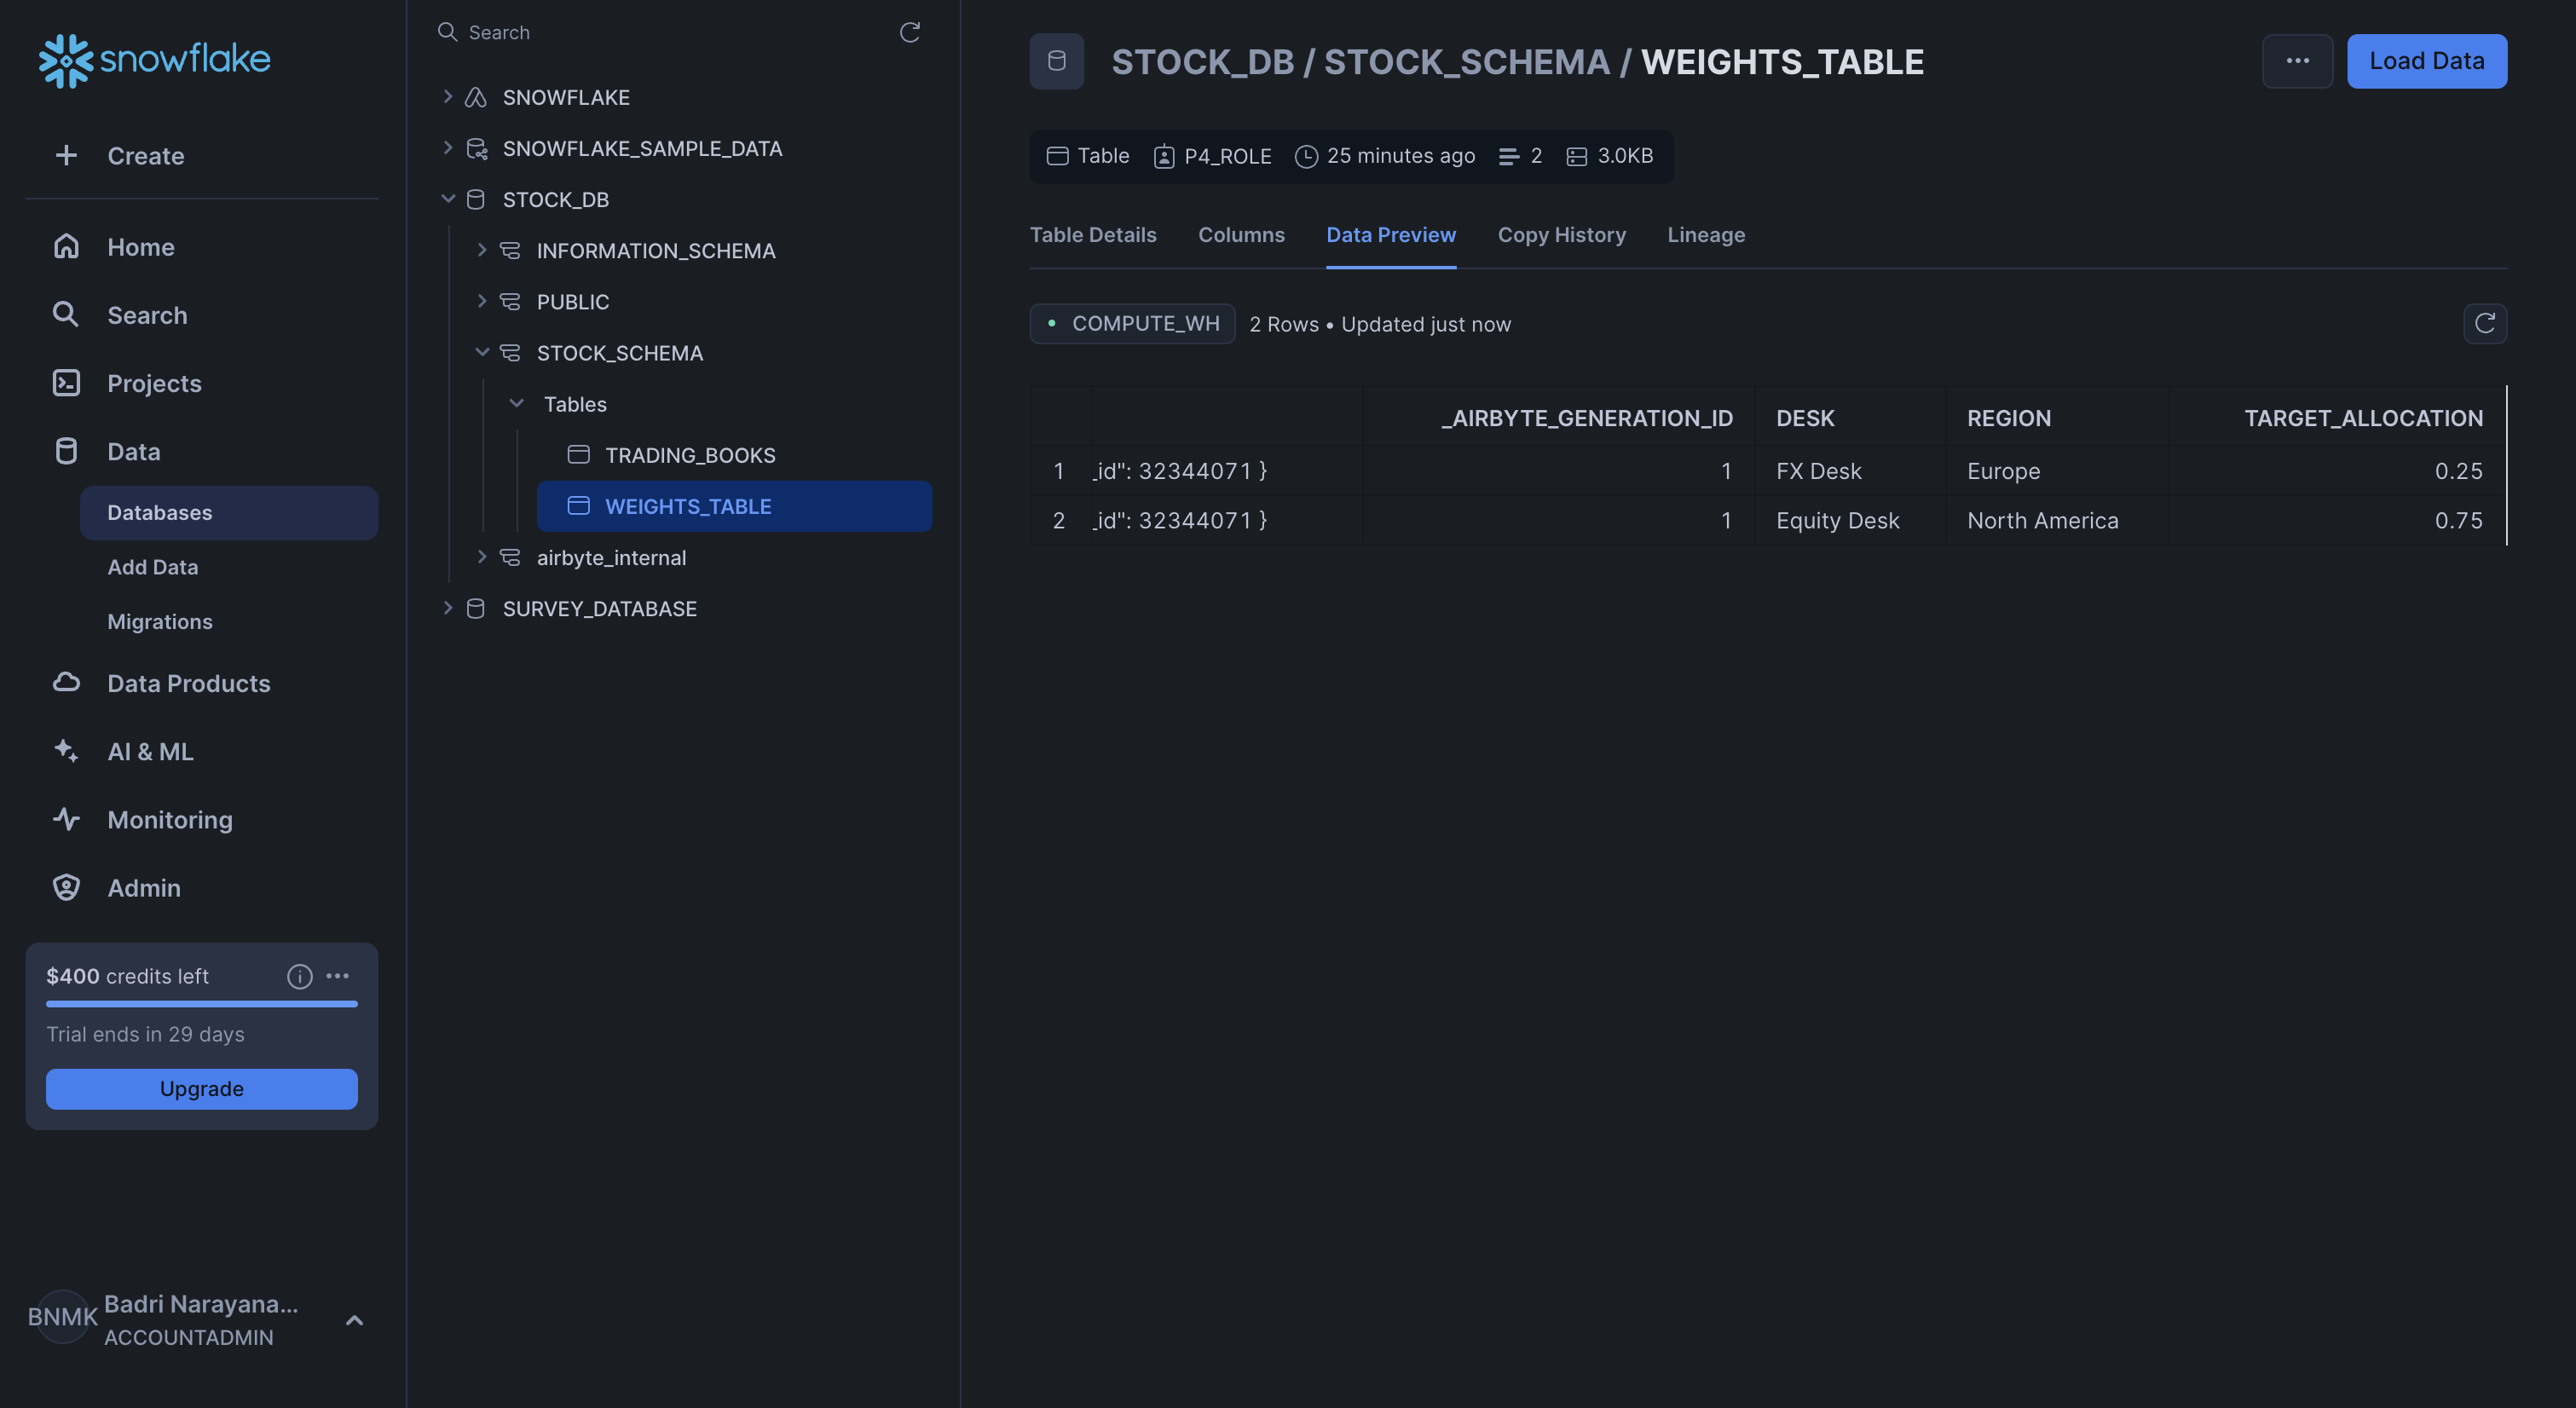 snowflake
Create
Home
Search
Projects
Data
Databases
Add Data
Migrations
Data Products
AI & ML
Monitoring
Admin
$400 credits left
Trial ends in 29 days
Upgrade
BNMK
Badri Narayana...
ACCOUNTADMIN
Search
SNOWFLAKE
SNOWFLAKE_SAMPLE_DATA
STOCK_DB
INFORMATION_SCHEMA
PUBLIC
STOCK_SCHEMA
Tables
TRADING_BOOKS
WEIGHTS_TABLE
airbyte_internal
SURVEY_DATABASE
STOCK_DB / STOCK_SCHEMA / WEIGHTS_TABLE
... Load Data
Table P4_ROLE 25 minutes ago 2 3.0KB
Table Details Columns Data Preview Copy History Lineage
COMPUTE_WH 2 Rows • Updated just now
_AIRBYTE_GENERATION_ID DESK REGION TARGET_ALLOCATION
1 _id": 32344071 } 1 FX Desk Europe 0.25
2 _id": 32344071 } 1 Equity Desk North America 0.75